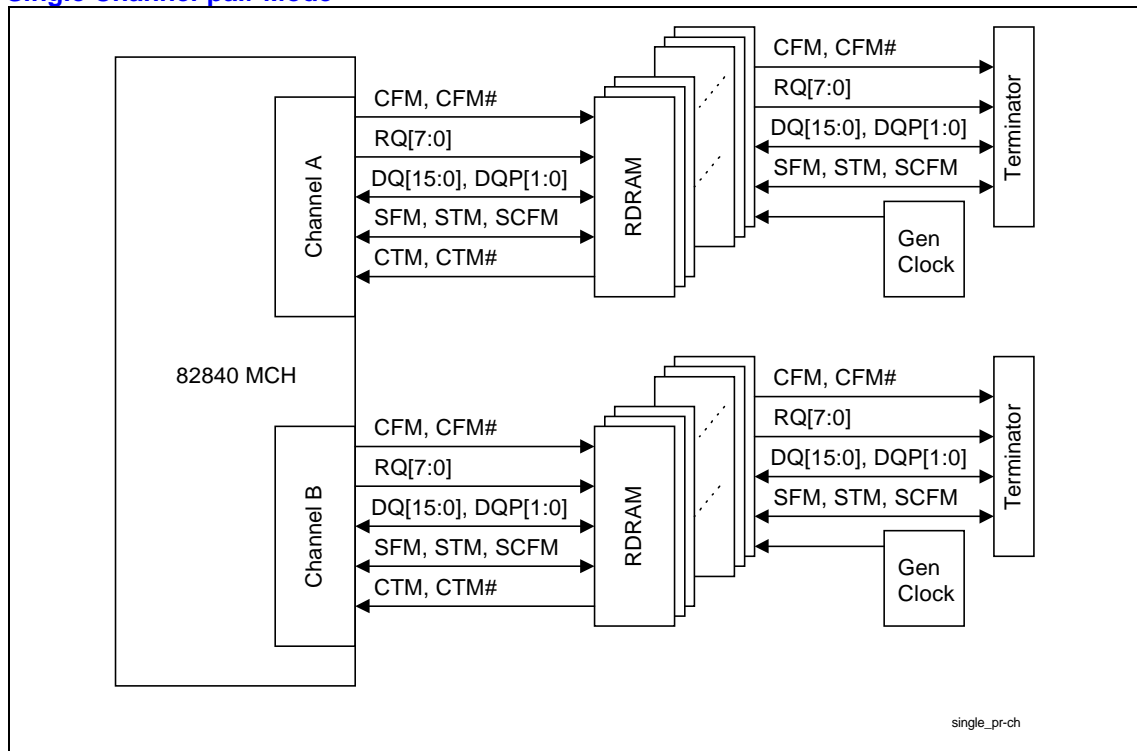 Single Channel-pair Mode
82840 MCH
Channel A
CFM, CFM#
RQ[7:0]
DQ[15:0], DQP[1:0]
SFM, STM, SCFM
CTM, CTM#
RDRAM
CFM, CFM#
RQ[7:0]
DQ[15:0], DQP[1:0]
SFM, STM, SCFM
Terminator
Gen
Clock
Channel B
CFM, CFM#
RQ[7:0]
DQ[15:0], DQP[1:0]
SFM, STM, SCFM
CTM, CTM#
RDRAM
CFM, CFM#
RQ[7:0]
DQ[15:0], DQP[1:0]
SFM, STM, SCFM
Terminator
Gen
Clock
single_pr-ch